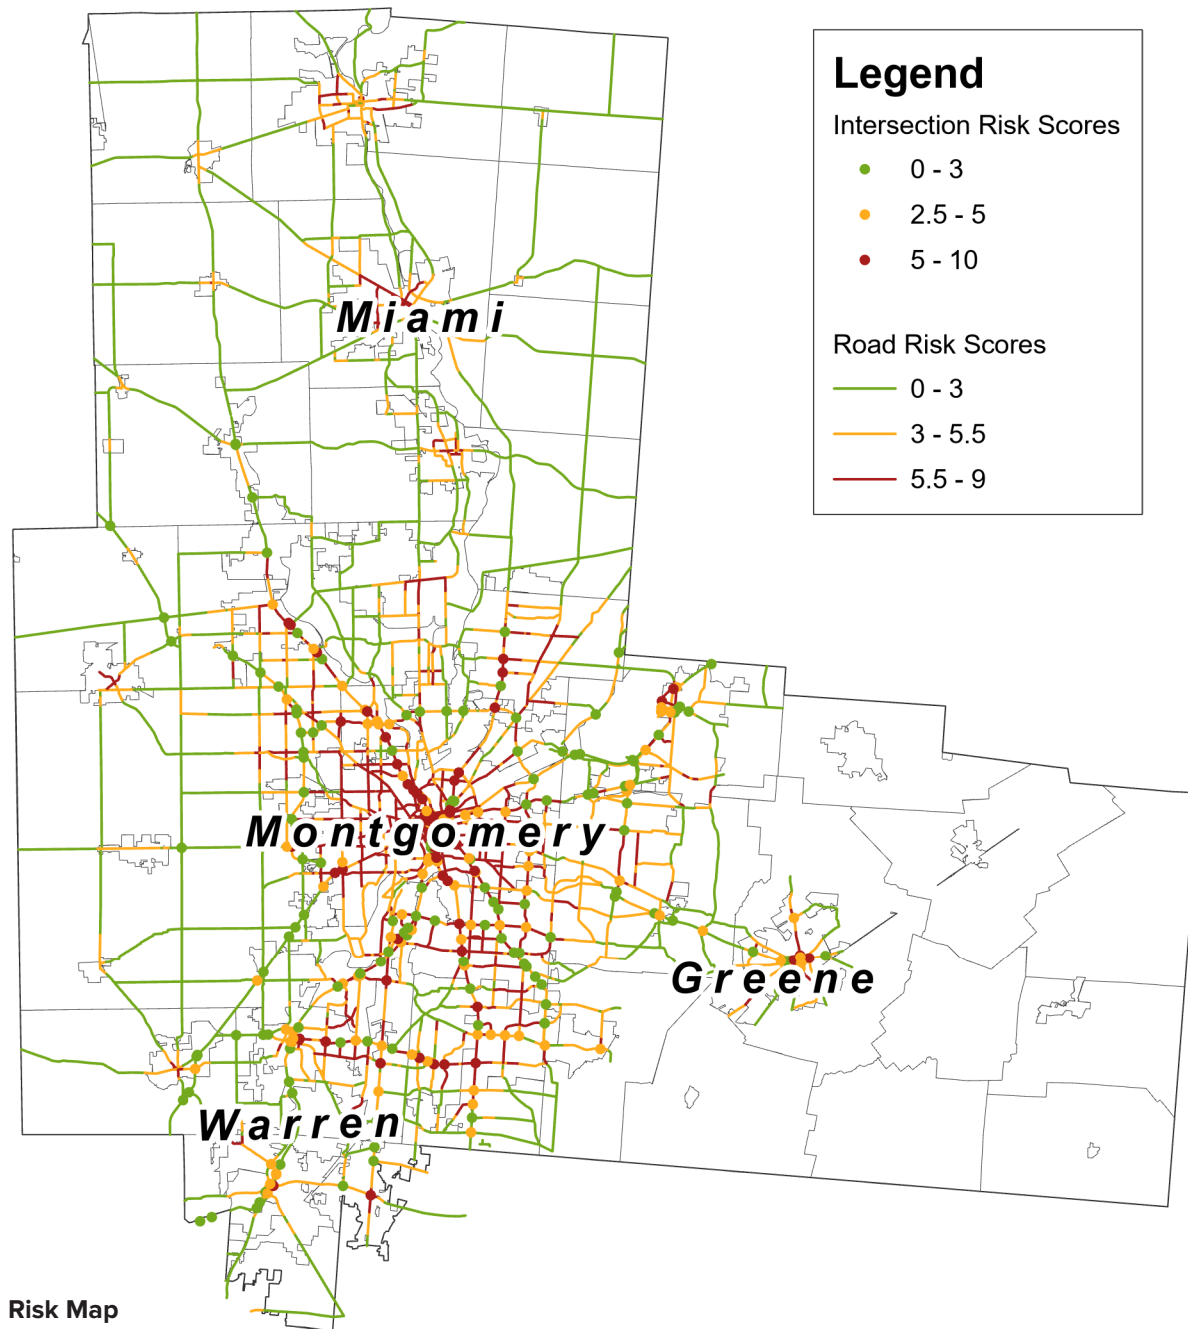 Legend
Intersection Risk Scores
0 - 3
2.5 - 5
5 - 10
Road Risk Scores
0 - 3
3 - 5.5
5.5 - 9
Miami
Montgomery
Greene
Warren
Risk Map